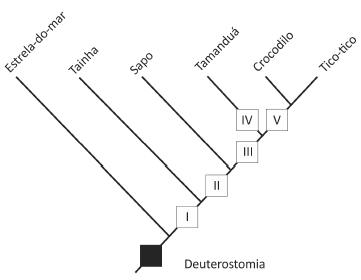 Estrela-do-mar
Tainha
Sapo
Tamanduá
Crocodilo
Tico-tico
IV
V
III
II
I
Deuterostomia